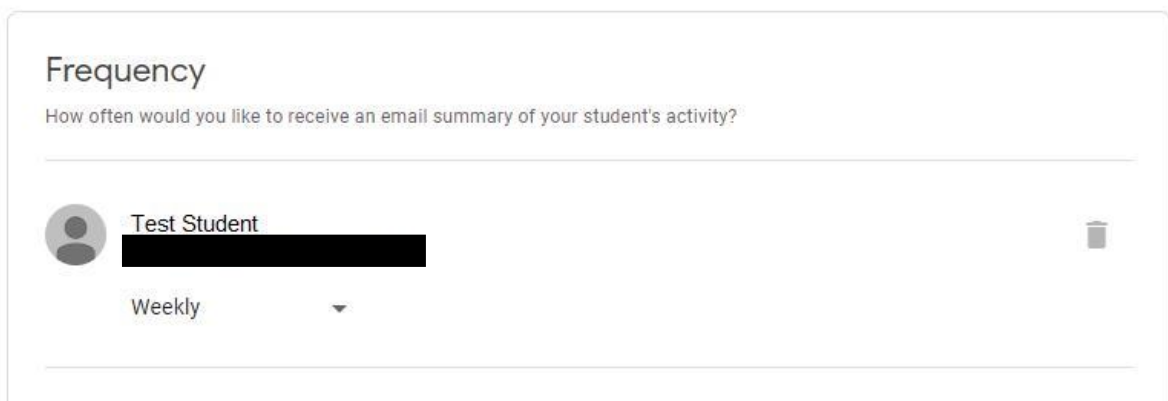 Frequency
How often would you like to receive an email summary of your student's activity?
Test Student
Weekly